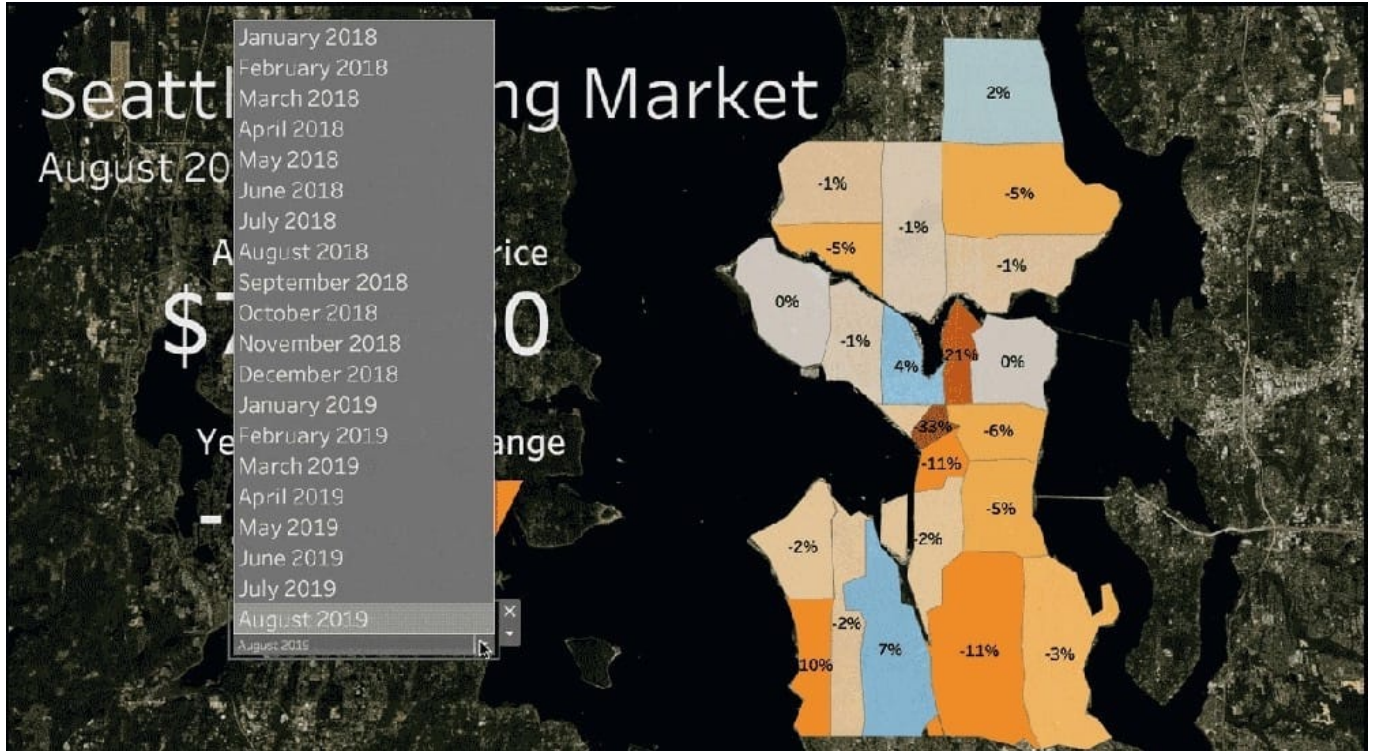 January 2018
February 2018
March 2018
April 2018
May 2018
June 2018
July 2018
August 2018
September 2018
October 2018
November 2018
December 2018
January 2019
February 2019
March 2019
April 2019
May 2019
June 2019
July 2019
August 2019
August 2019
Seattl ng Market
August 20
A rice
$7 00
Ye ange
-
2%
-1%
-5%
-1%
-5%
-1%
0%
-1%
4%
21%
0%
33%
-6%
-11%
-5%
-2%
-2%
-2%
10%
7%
-11%
-3%